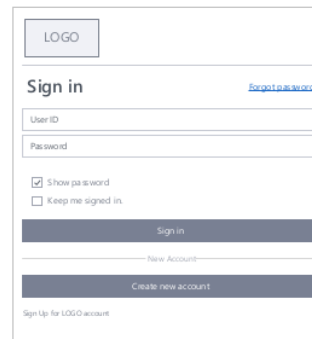 LOGO
Sign in
Forgot password
User ID
Password
Show password
Keep me signed in.
Sign in
New Account
Create new account
Sign Up for LOGO account